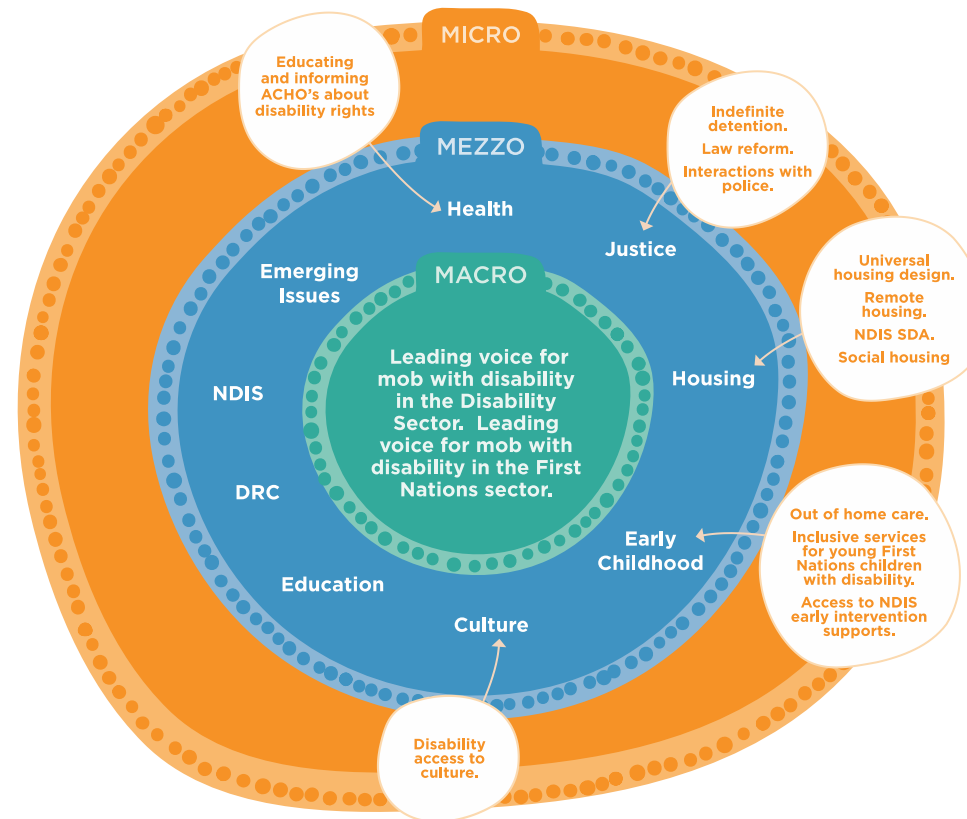 MICRO
Educating
and informing
ACHO's about
disability rights
Indefinite
detention.
Law reform.
Interactions with
police.
MEZZO
Health
Justice
Universal
housing design.
Remote
housing.
NDIS SDA.
Social housing
Emerging
Issues
MACRO
Leading voice for
mob with disability
in the Disability
Sector.  Leading
voice for mob with
disability in the First
Nations sector.
Housing
NDIS
DRC
Early
Childhood
Out of home care.
Inclusive services
for young First
Nations children
with disability.
Access to NDIS
early intervention
supports.
Education
Culture
Disability
access to
culture.